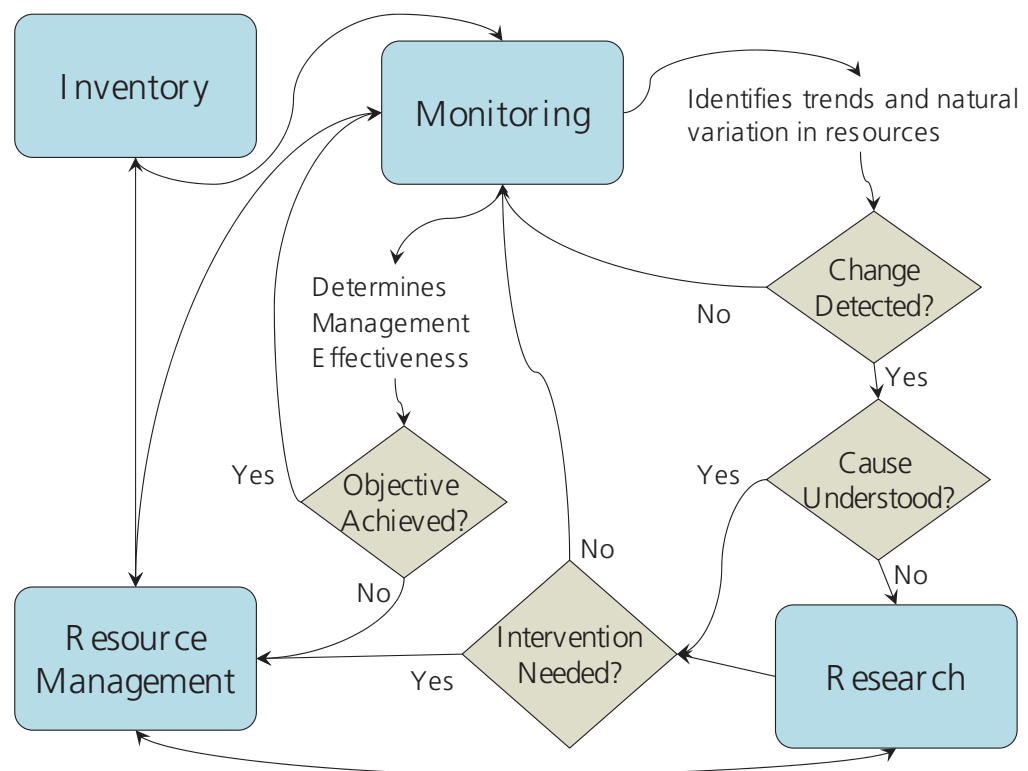 Inventory
Monitoring
Identifies trends and natural
variation in resources
Determines
Management
Effectiveness
Change
Detected?
No
Yes
Cause
Understood?
Yes
No
Objective
Achieved?
Yes
No
Intervention
Needed?
No
Yes
Resource
Management
Research